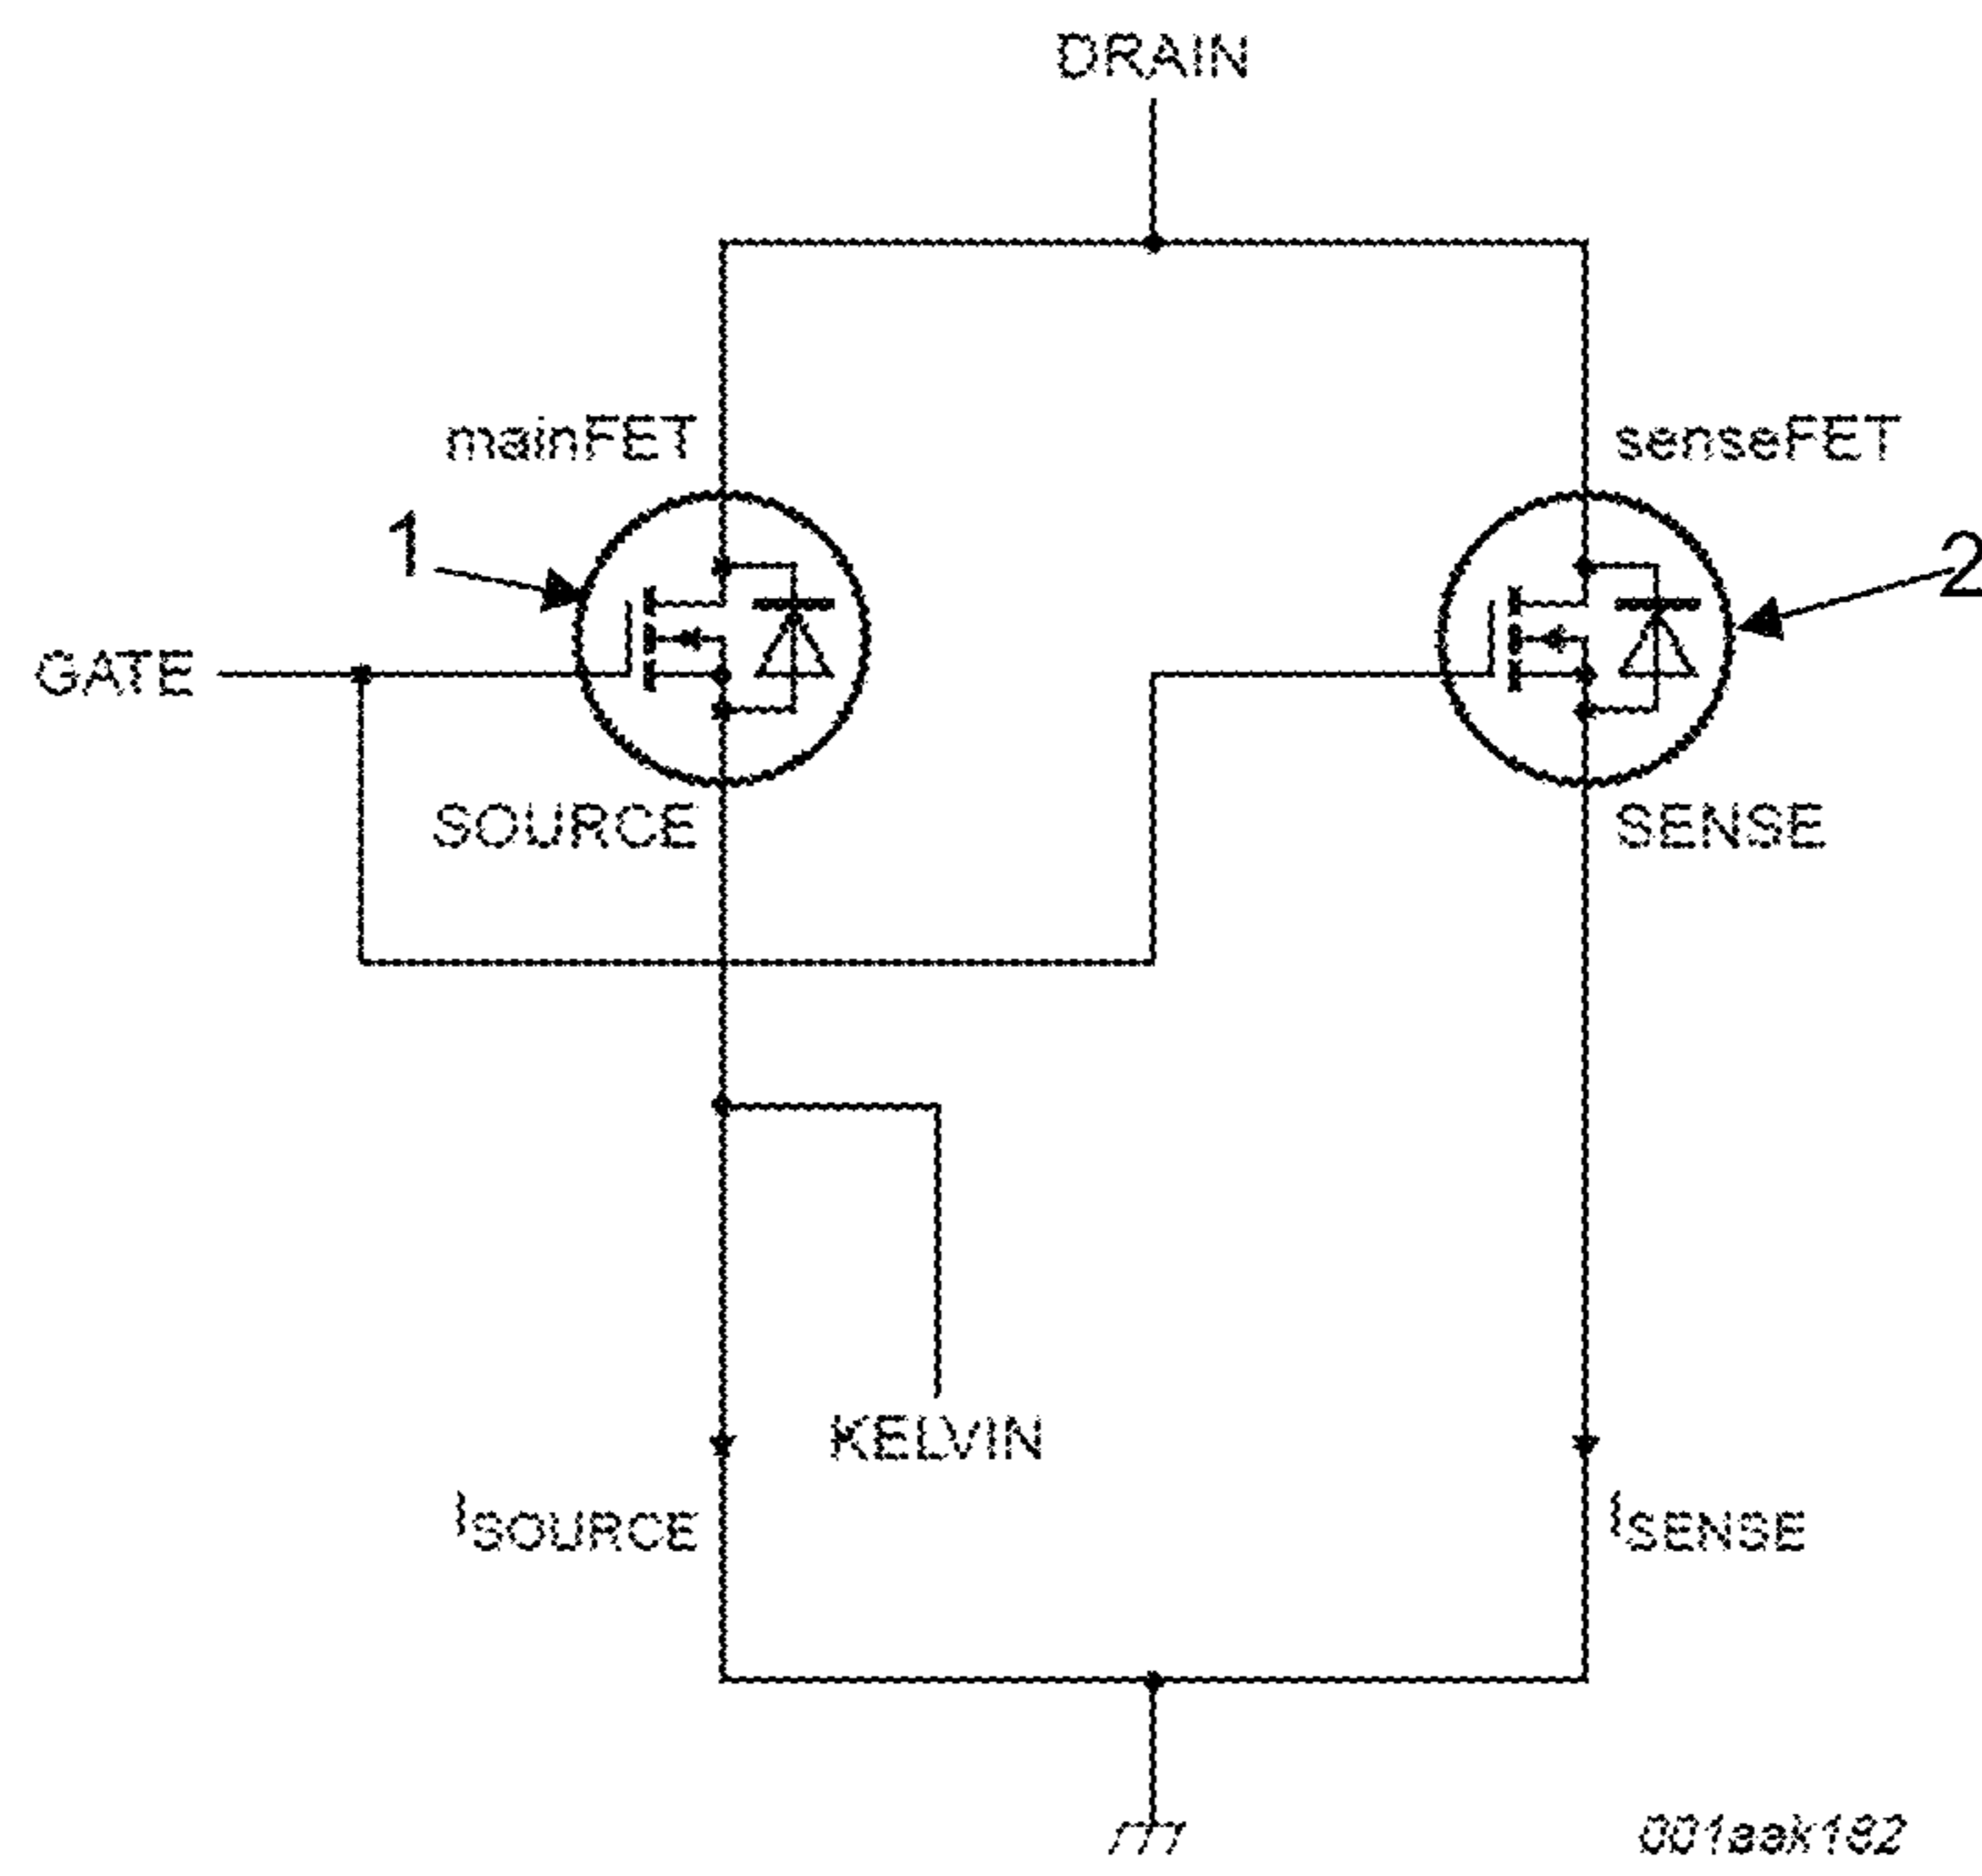 DRAIN
mainFET
senseFET
1
2
GATE
SOURCE
SENSE
KELVIN
ISOURCE
ISENSE
001aak182